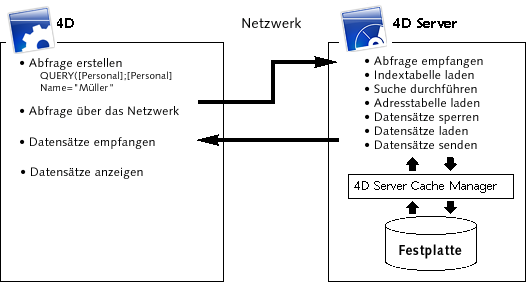 4D
Netzwerk
4D Server
• Abfrage erstellen
QUERY([Personal];[Personal]
Name="Müller"
• Abfrage über das Netzwerk
• Datensätze empfangen
• Datensätze anzeigen
• Abfrage empfangen
• Indextabelle laden
• Suche durchführen
• Adresstabelle laden
• Datensätze sperren
• Datensätze laden
• Datensätze senden
4D Server Cache Manager
Festplatte